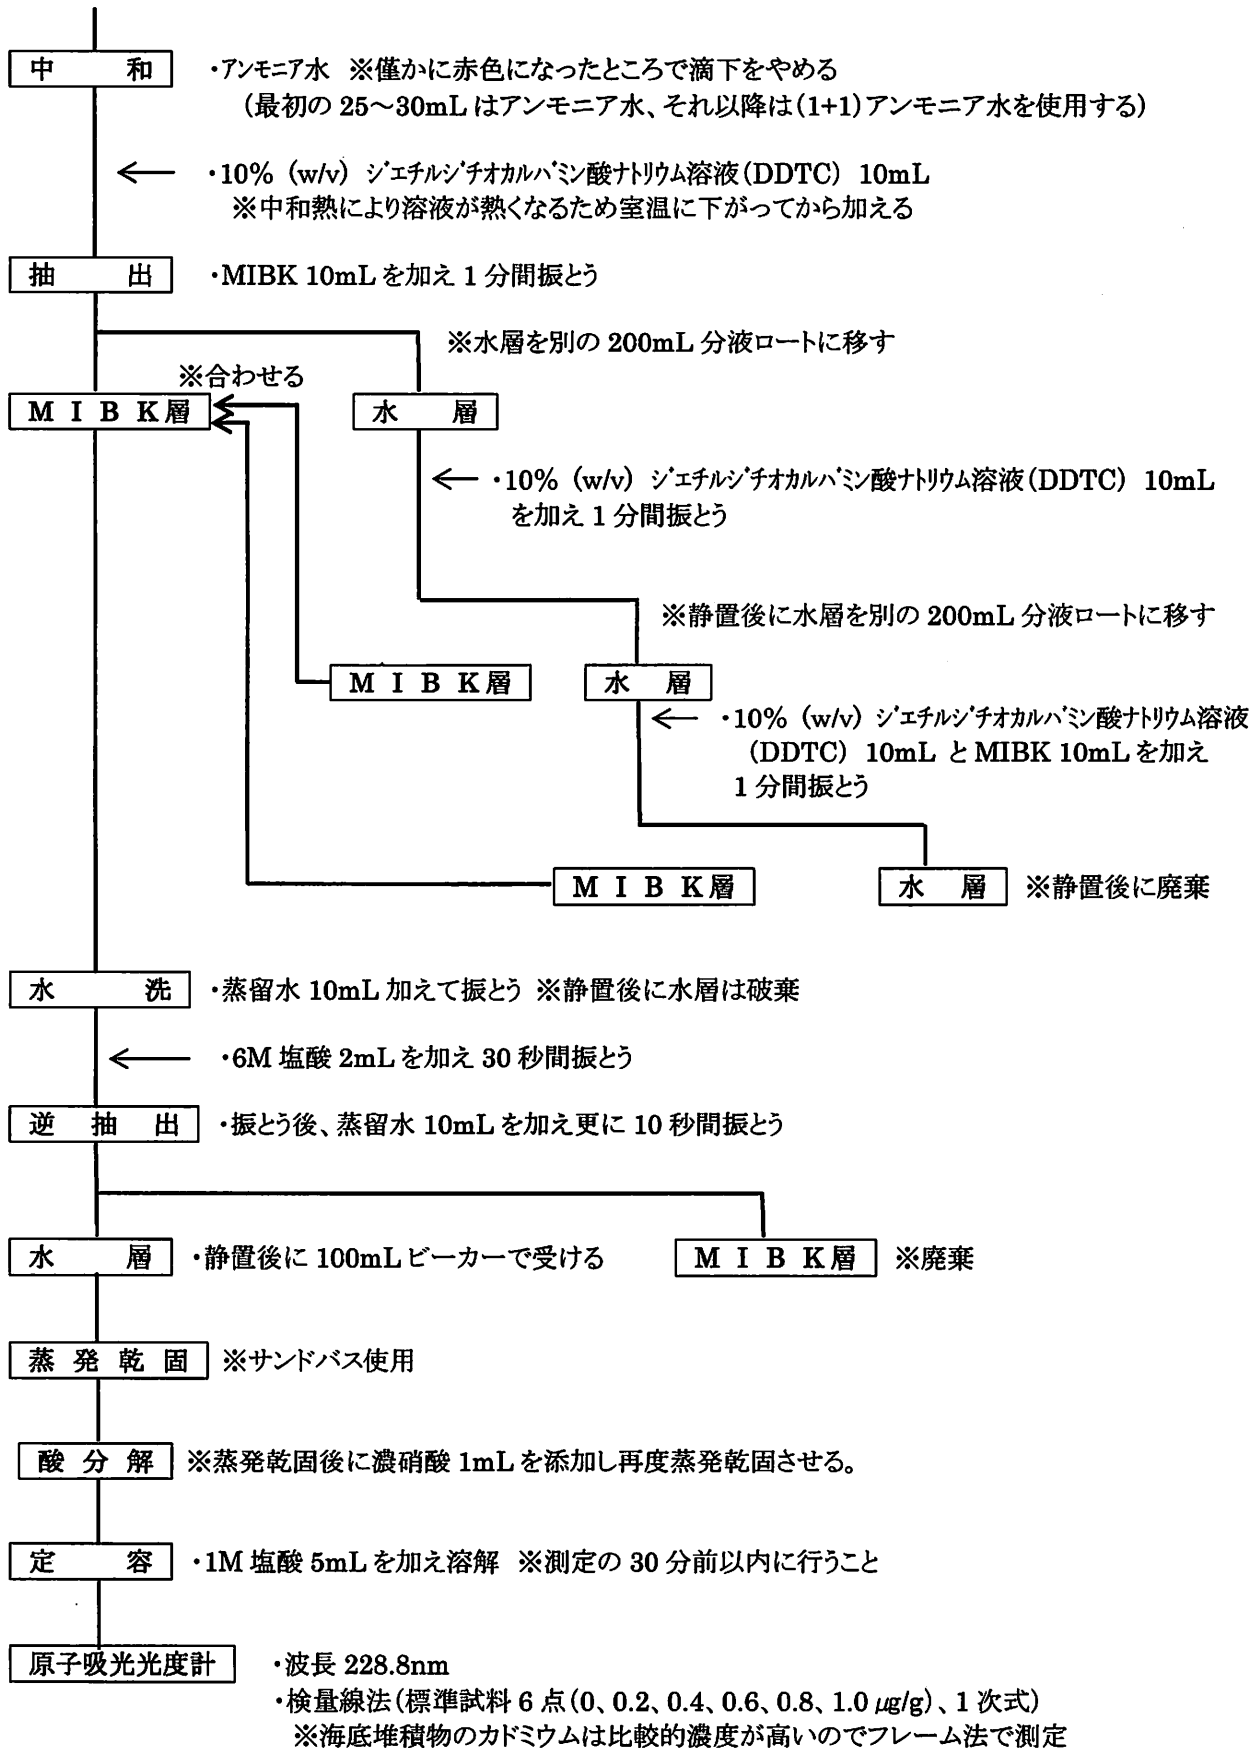 中 和 ・アンモニア水 ※僅かに赤色になったところで滴下をやめる
(最初の 25～30mL はアンモニア水、それ以降は(1+1)アンモニア水を使用する)
・10% (w/v) ジエチルジチオカルバミン酸ナトリウム溶液(DDTC) 10mL
※中和熱により溶液が熱くなるため室温に下がってから加える
抽 出 ・MIBK 10mL を加え 1 分間振とう
※水層を別の 200mL 分液ロートに移す
※合わせる
M I B K層 水 層
・10% (w/v) ジエチルジチオカルバミン酸ナトリウム溶液(DDTC) 10mL
を加え 1 分間振とう
※静置後に水層を別の 200mL 分液ロートに移す
M I B K層 水 層
・10% (w/v) ジエチルジチオカルバミン酸ナトリウム溶液
(DDTC) 10mL と MIBK 10mL を加え
1 分間振とう
M I B K層 水 層 ※静置後に廃棄
水 洗 ・蒸留水 10mL 加えて振とう ※静置後に水層は破棄
・6M 塩酸 2mL を加え 30 秒間振とう
逆 抽 出 ・振とう後、蒸留水 10mL を加え更に 10 秒間振とう
水 層 ・静置後に 100mL ビーカーで受ける M I B K層 ※廃棄
蒸 発 乾 固 ※サンドバス使用
酸 分 解 ※蒸発乾固後に濃硝酸 1mL を添加し再度蒸発乾固させる。
定 容 ・1M 塩酸 5mL を加え溶解 ※測定の 30 分前以内に行うこと
原子吸光光度計 ・波長 228.8nm
・検量線法(標準試料 6 点(0、0.2、0.4、0.6、0.8、1.0 μg/g)、1 次式)
※海底堆積物のカドミウムは比較的濃度が高いのでフレーム法で測定